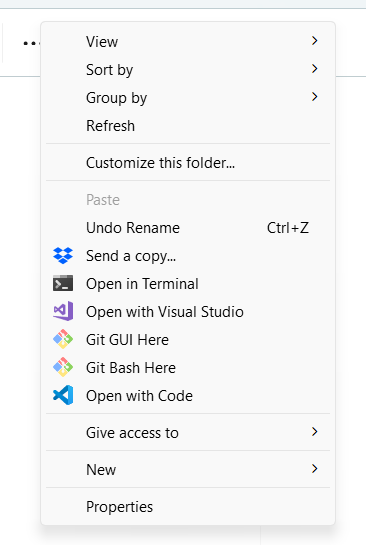 View
Sort by
Group by
Refresh
Customize this folder...
Paste
Undo Rename Ctrl+Z
Send a copy...
Open in Terminal
Open with Visual Studio
Git GUI Here
Git Bash Here
Open with Code
Give access to
New
Properties